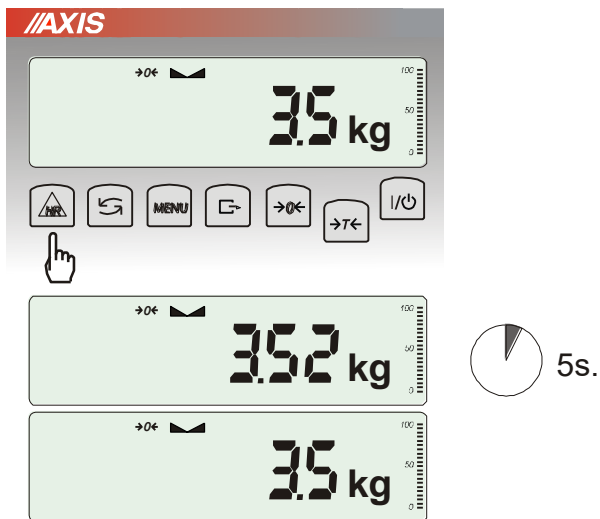 AXIS
→0← 100
3.5 kg 50
0
HR MENU →0← →T← I/⏻
→0← 100
3.52 kg 50
0
5s.
→0← 100
3.5 kg 50
0